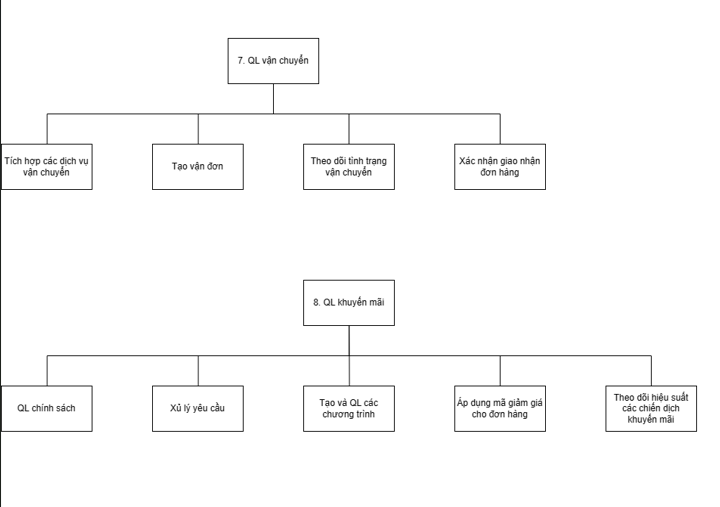 7. QL vận chuyển
Tích hợp các dịch vụ
vận chuyển
Tạo vận đơn
Theo dõi tình trạng
vận chuyển
Xác nhận giao nhận
đơn hàng
8. QL khuyến mãi
QL chính sách
Xủ lý yêu cầu
Tạo và QL các
chương trình
Áp dụng mã giảm giá
cho đơn hàng
Theo dõi hiệu suất
các chiến dịch
khuyến mãi